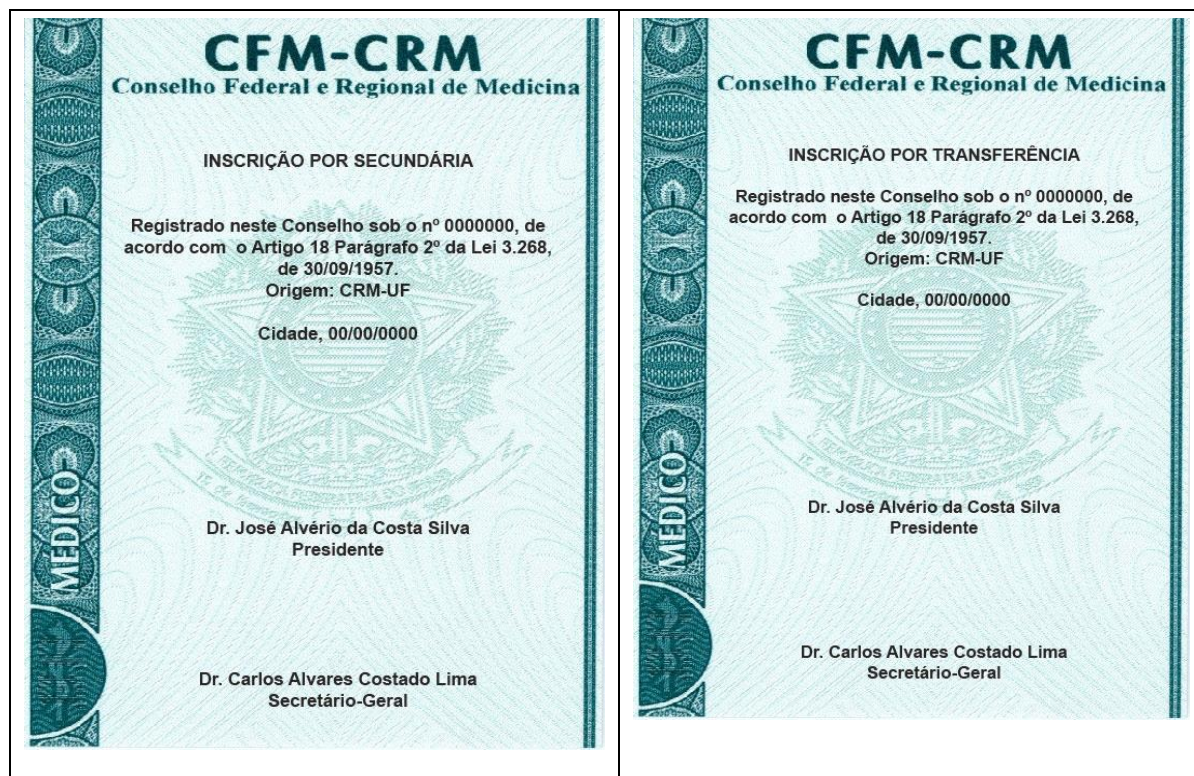 CFM-CRM
Conselho Federal e Regional de Medicina
INSCRIÇÃO POR SECUNDÁRIA
Registrado neste Conselho sob o nº 0000000, de
acordo com o Artigo 18 Parágrafo 2º da Lei 3.268,
de 30/09/1957.
Origem: CRM-UF
Cidade, 00/00/0000
MÉDICO
Dr. José Alvério da Costa Silva
Presidente
Dr. Carlos Alvares Costado Lima
Secretário-Geral
CFM-CRM
Conselho Federal e Regional de Medicina
INSCRIÇÃO POR TRANSFERÊNCIA
Registrado neste Conselho sob o nº 0000000, de
acordo com o Artigo 18 Parágrafo 2º da Lei 3.268,
de 30/09/1957.
Origem: CRM-UF
Cidade, 00/00/0000
MÉDICO
Dr. José Alvério da Costa Silva
Presidente
Dr. Carlos Alvares Costado Lima
Secretário-Geral